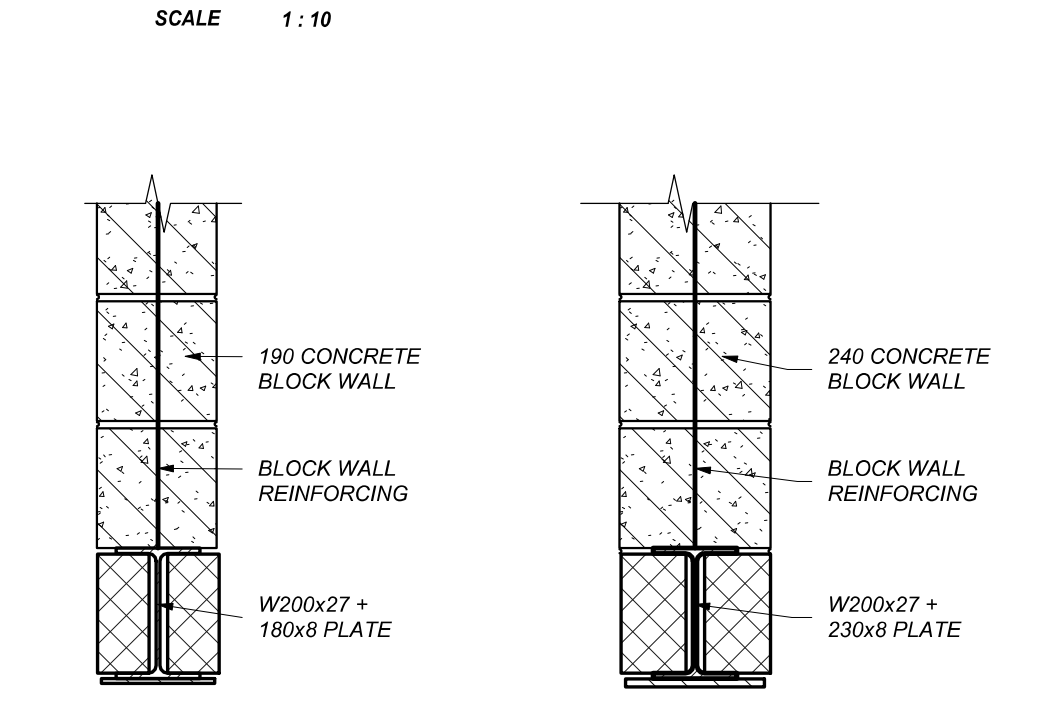 SCALE 1 : 10
190 CONCRETE
BLOCK WALL
BLOCK WALL
REINFORCING
W200x27 +
180x8 PLATE
240 CONCRETE
BLOCK WALL
BLOCK WALL
REINFORCING
W200x27 +
230x8 PLATE